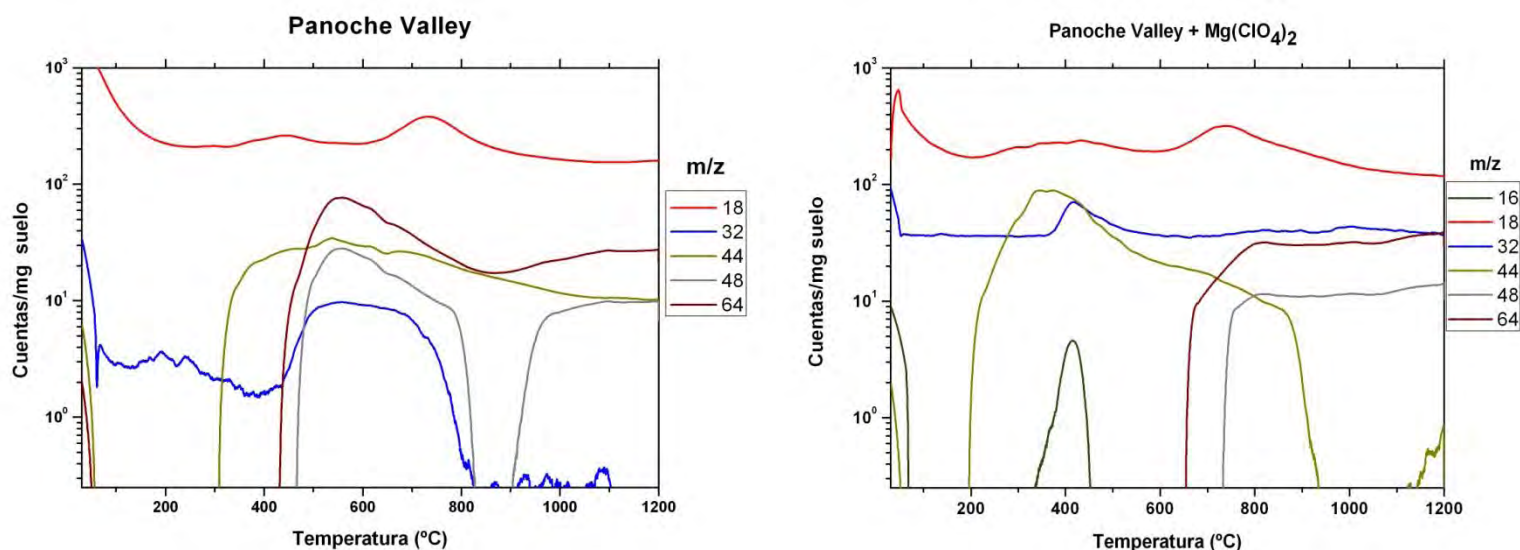 Panoche Valley
10³
10²
10¹
10⁰
Cuentas/mg suelo
200 400 600 800 1000 1200
Temperatura (ºC)
m/z
18
32
44
48
64
Panoche Valley + Mg(ClO₄)₂
10³
10²
10¹
10⁰
Cuentas/mg suelo
200 400 600 800 1000 1200
Temperatura (ºC)
m/z
16
18
32
44
48
64